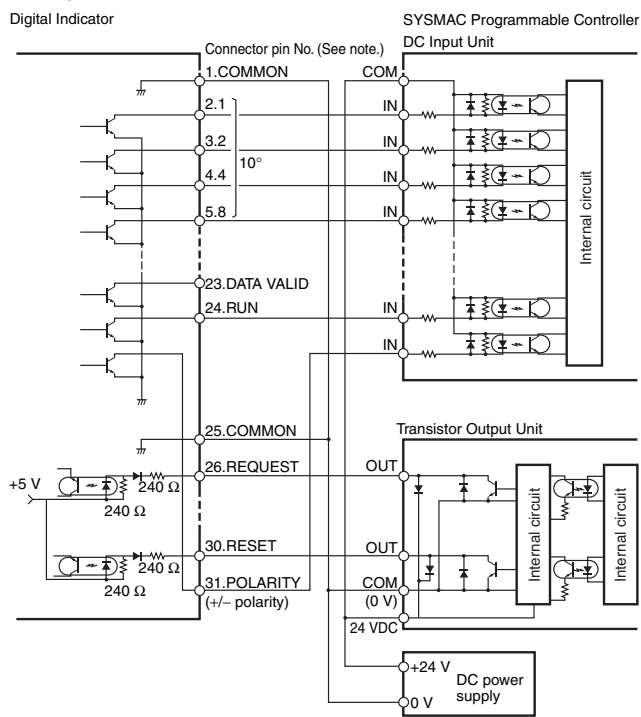 Digital Indicator
SYSMAC Programmable Controller
DC Input Unit
Connector pin No. (See note.)
1.COMMON
COM
2.1
IN
3.2
IN
10°
4.4
IN
5.8
IN
Internal circuit
23.DATA VALID
24.RUN
IN
IN
25.COMMON
Transistor Output Unit
26.REQUEST
OUT
+5 V
240 Ω
240 Ω
Internal circuit
Internal circuit
30.RESET
OUT
240 Ω
240 Ω
31.POLARITY
(+/– polarity)
COM
(0 V)
24 VDC
+24 V
DC power
supply
0 V